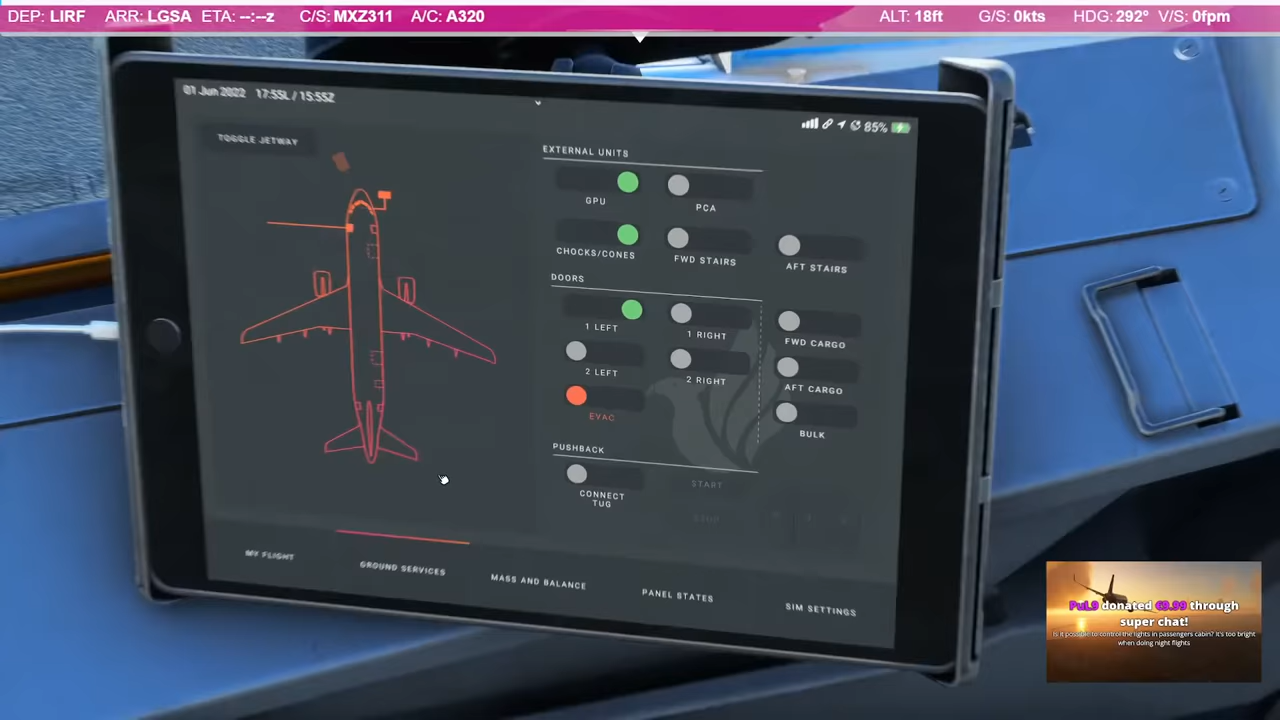 DEP: LIRF ARR: LGSA ETA: --:--z C/S: MXZ311 A/C: A320 ALT: 18ft G/S: 0kts HDG: 292° V/S: 0fpm
01 Jun 2022 17:55L / 15:55Z
85%
TOGGLE JETWAY
EXTERNAL UNITS
GPU PCA
CHOCKS/CONES FWD STAIRS AFT STAIRS
DOORS
1 LEFT 1 RIGHT FWD CARGO
2 LEFT 2 RIGHT AFT CARGO
EVAC BULK
PUSHBACK
CONNECT TUG START
STOP
MY FLIGHT GROUND SERVICES MASS AND BALANCE PANEL STATES SIM SETTINGS
PuL9 donated €9.99 through
super chat!
Is it possible to control the lights in passengers cabin? It's too bright
when doing night flights